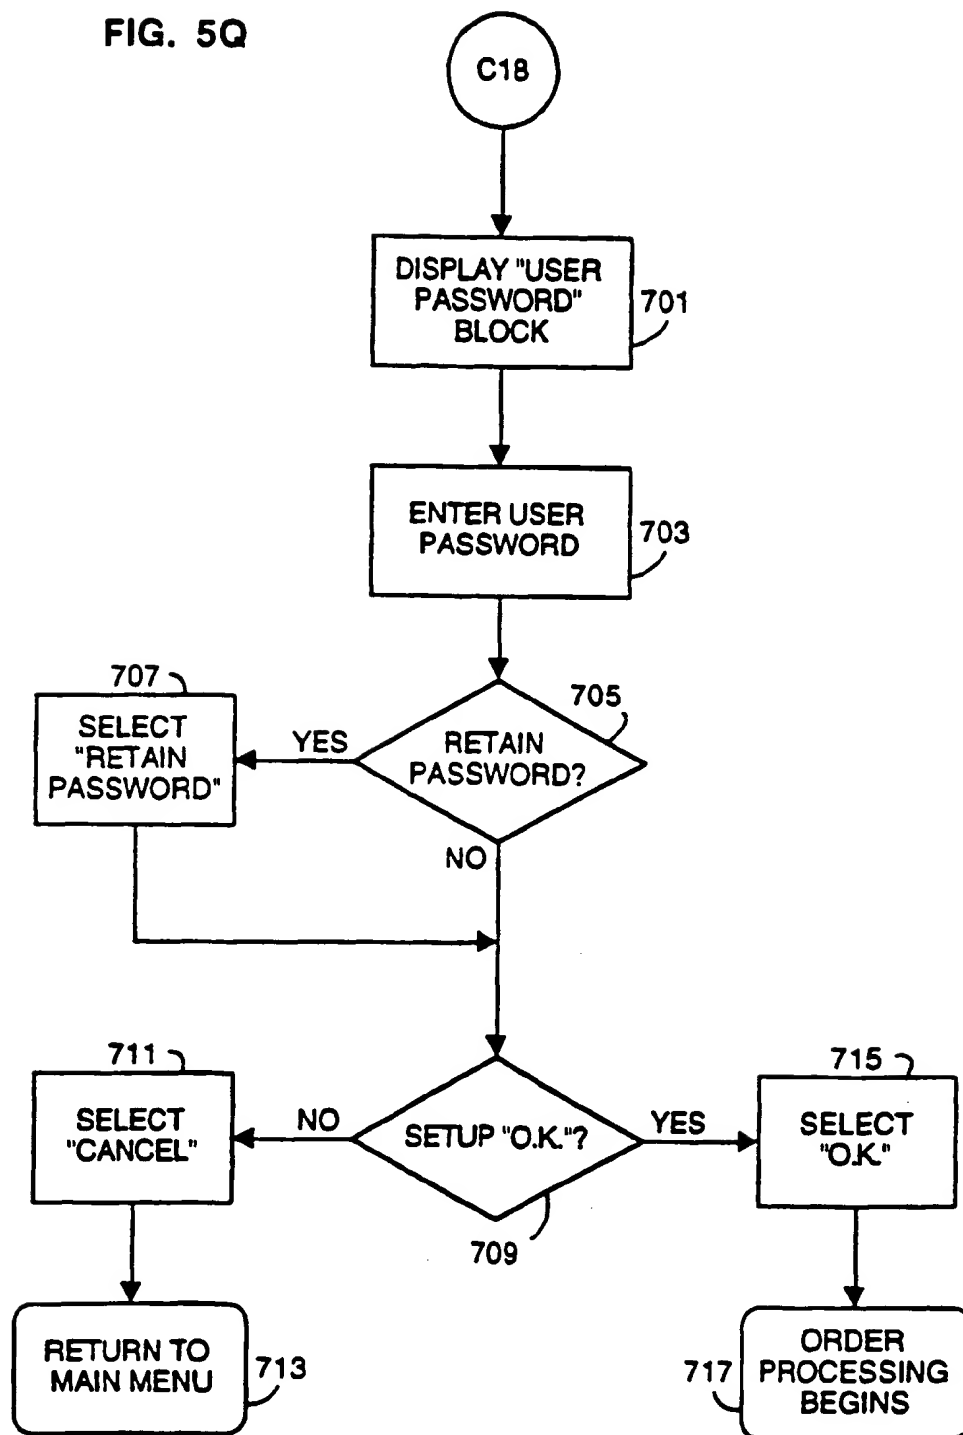 FIG. 5Q
C18
DISPLAY "USER
PASSWORD"
BLOCK
701
ENTER USER
PASSWORD
703
707
SELECT
"RETAIN
PASSWORD"
YES
705
RETAIN
PASSWORD?
NO
711
SELECT
"CANCEL"
NO
SETUP "O.K."?
709
YES
715
SELECT
"O.K."
RETURN TO
MAIN MENU
713
717
ORDER
PROCESSING
BEGINS